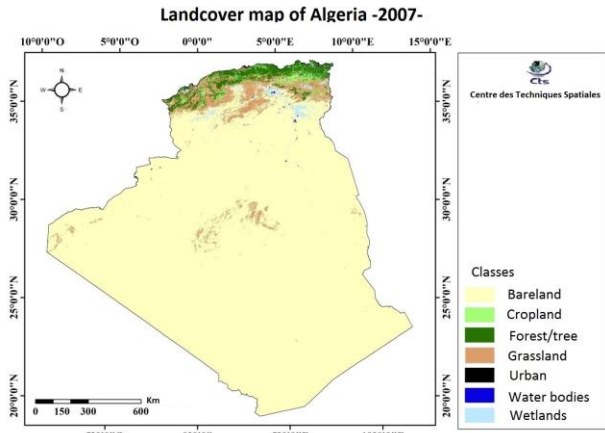 Landcover map of Algeria -2007-
10°0'0"W 5°0'0"W 0°0'0" 5°0'0"E 10°0'0"E 15°0'0"E
N
W E
S
35°0'0"N 35°0'0"N
30°0'0"N 30°0'0"N
25°0'0"N 25°0'0"N
20°0'0"N 20°0'0"N
Km
0 150 300 600
Cts
Centre des Techniques Spatiales
Classes
Bareland
Cropland
Forest/tree
Grassland
Urban
Water bodies
Wetlands